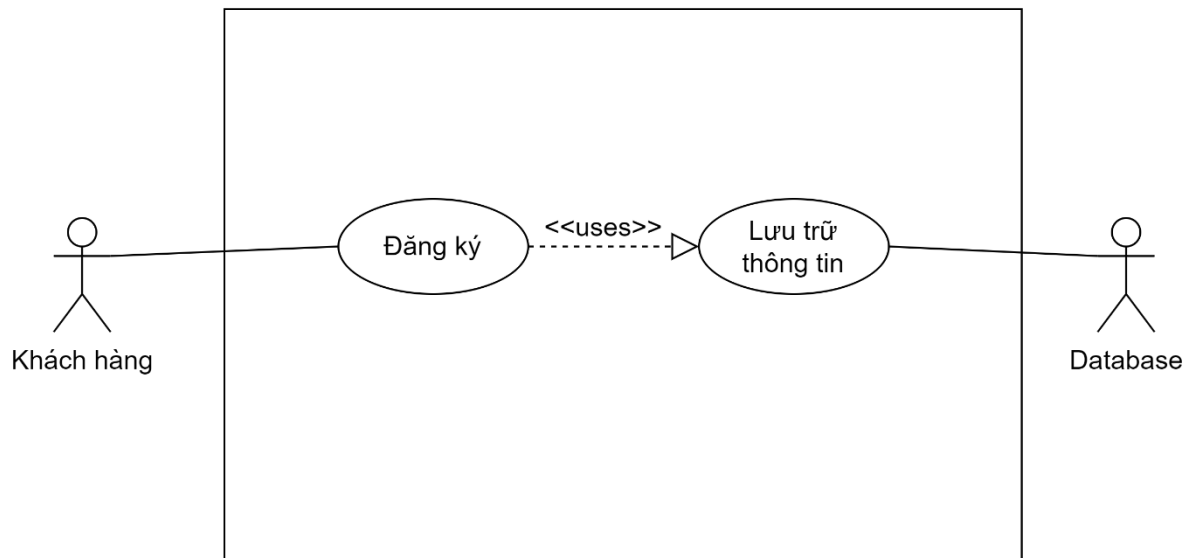 <<uses>>
Đăng ký
Lưu trữ
thông tin
Khách hàng
Database